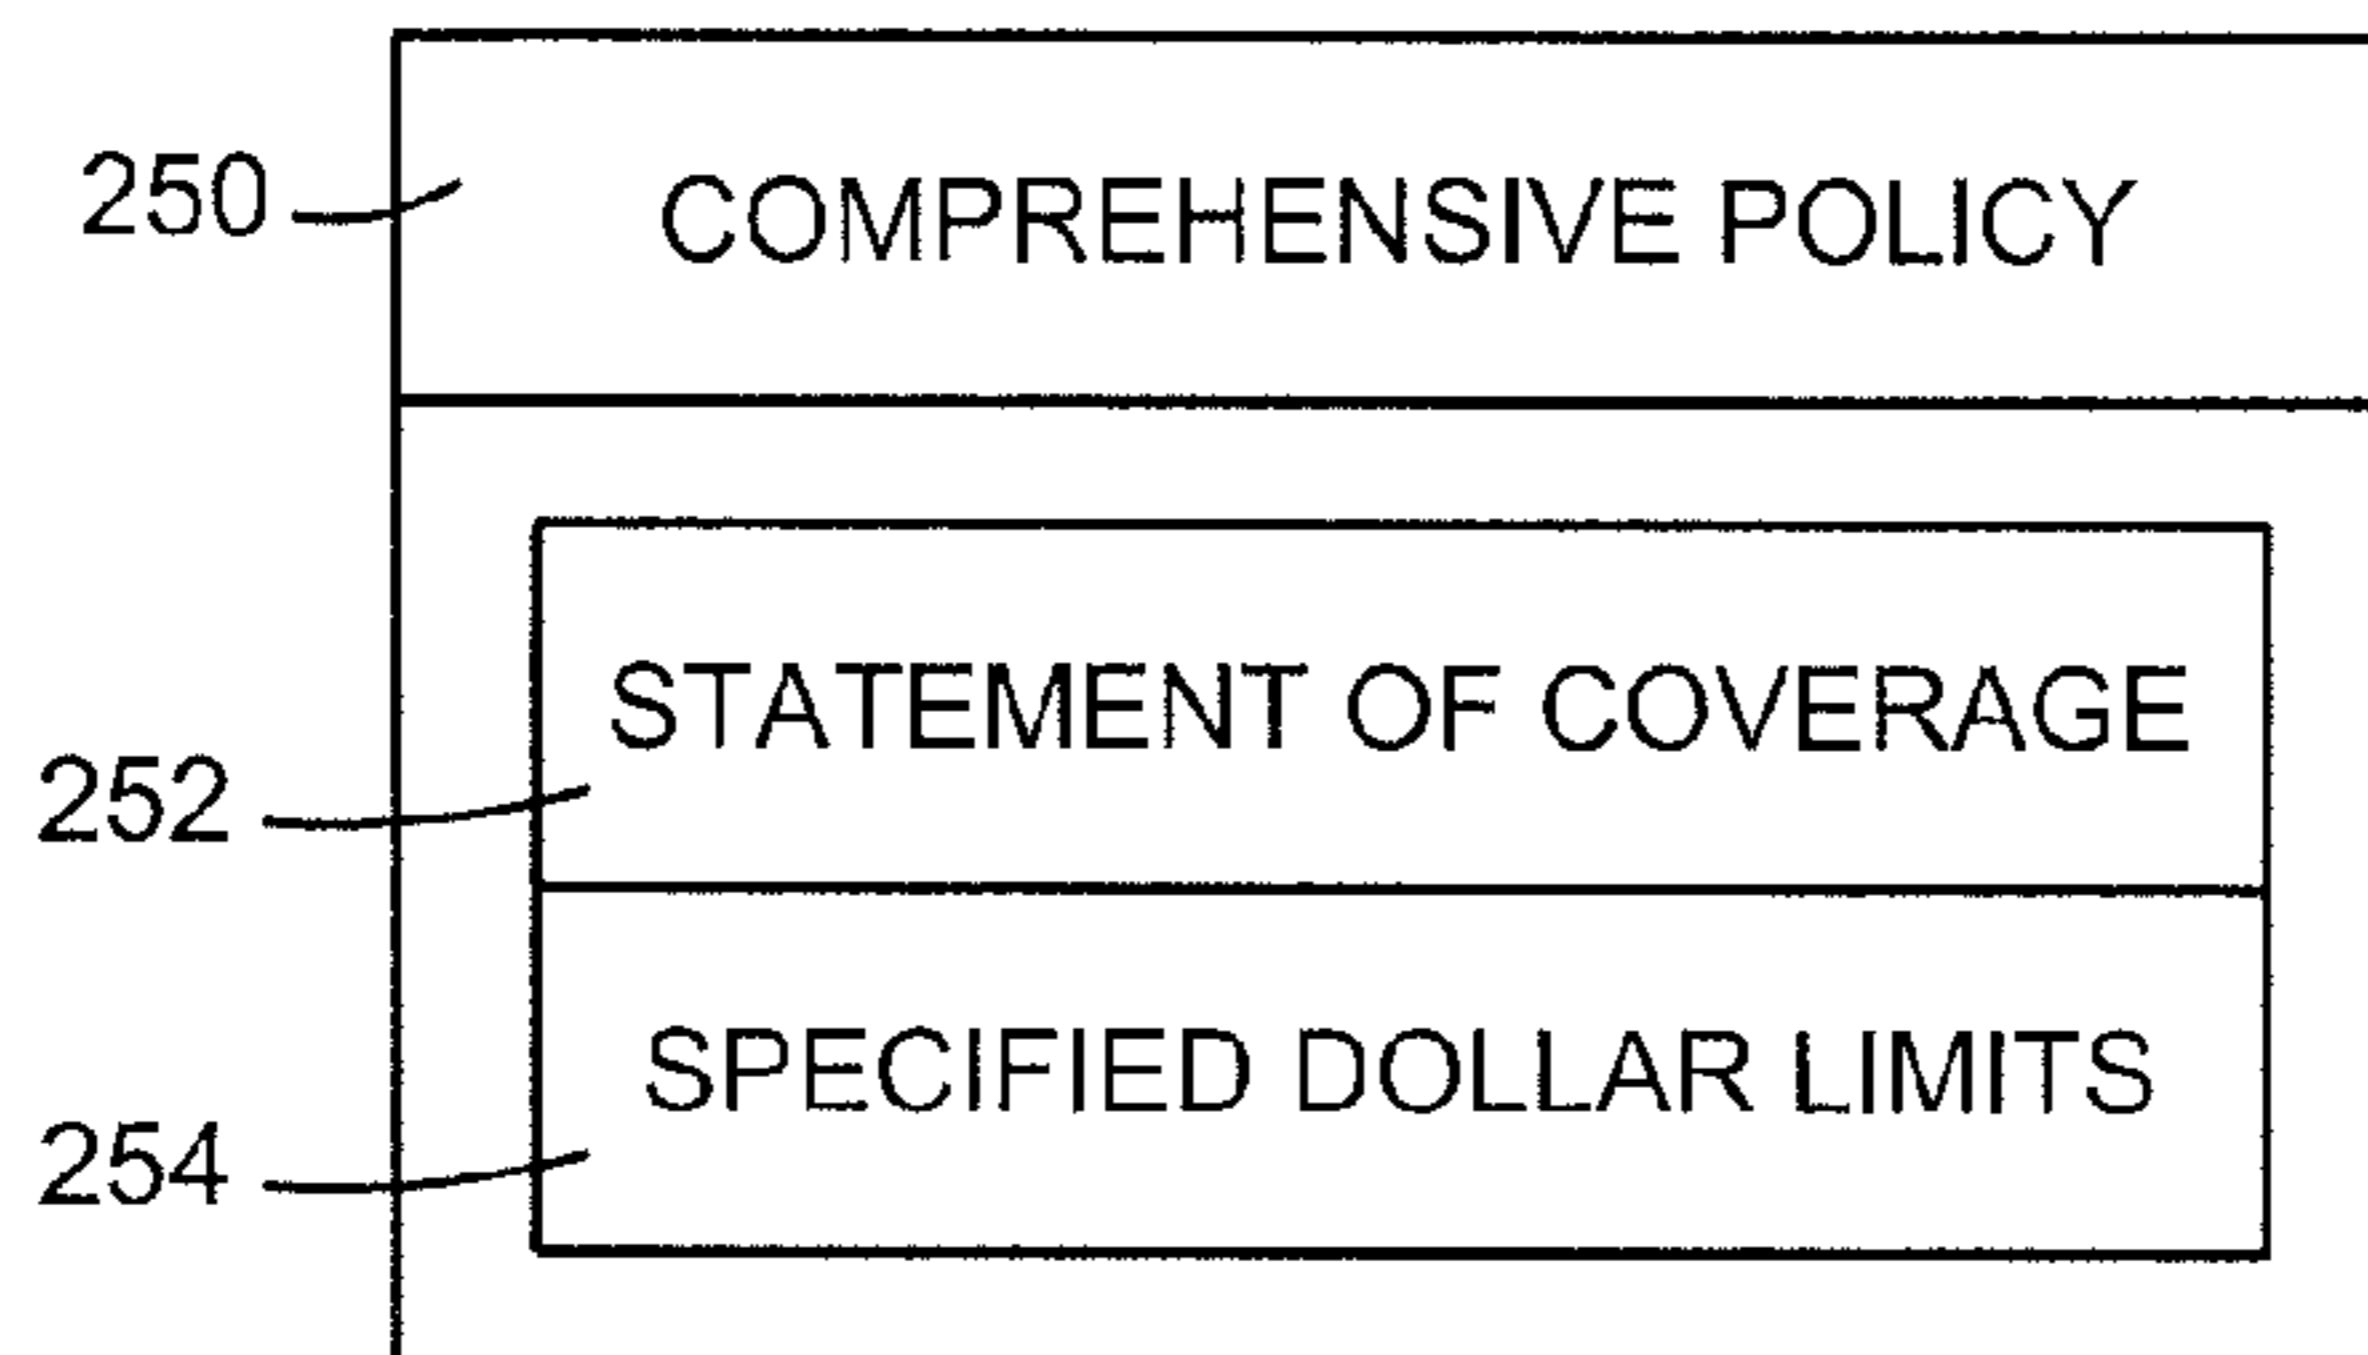 250 COMPREHENSIVE POLICY
STATEMENT OF COVERAGE
252
SPECIFIED DOLLAR LIMITS
254